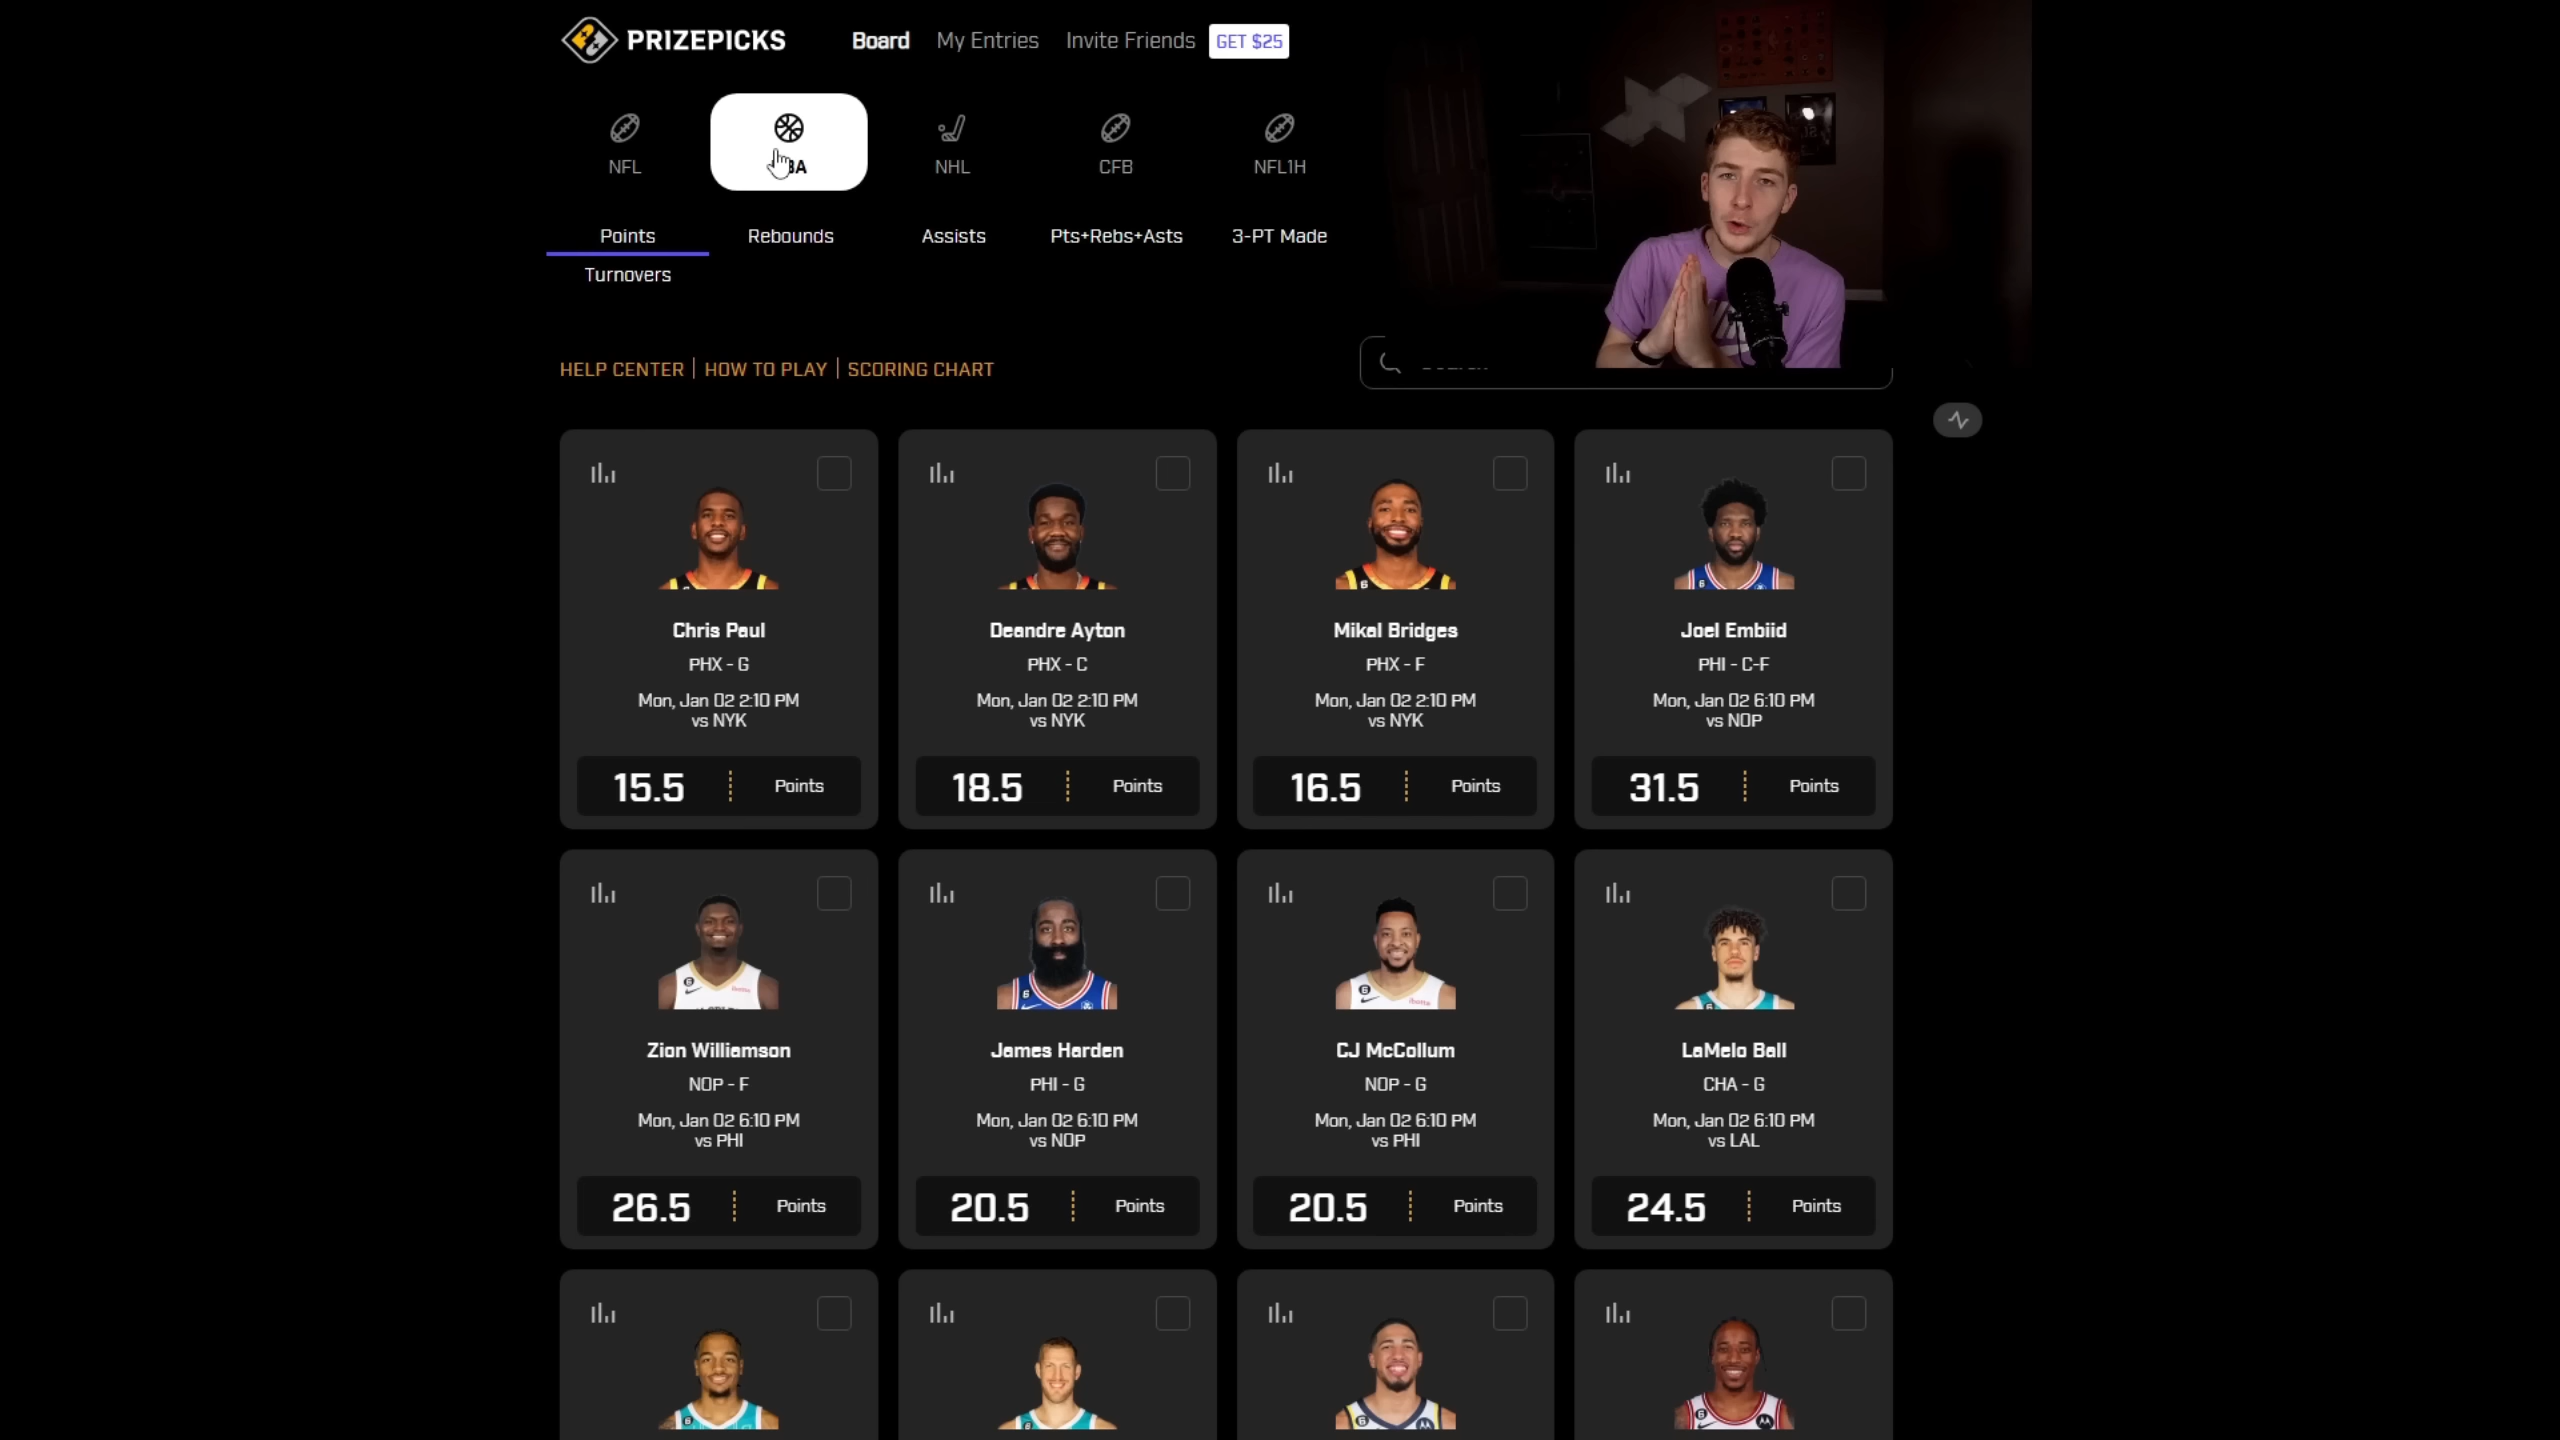 PRIZEPICKS
Board
My Entries
Invite Friends
GET $25
NFL
NHL
CFB
NFL1H
Points
Rebounds
Assists
Pts+Rebs+Asts
3-PT Made
Turnovers
HELP CENTER | HOW TO PLAY | SCORING CHART
Chris Paul
PHX - G
Mon, Jan 02 2:10 PM
vs NYK
15.5
Points
Deandre Ayton
PHX - C
Mon, Jan 02 2:10 PM
vs NYK
18.5
Points
Mikal Bridges
PHX - F
Mon, Jan 02 2:10 PM
vs NYK
16.5
Points
Joel Embiid
PHI - C-F
Mon, Jan 02 6:10 PM
vs NOP
31.5
Points
Zion Williamson
NOP - F
Mon, Jan 02 6:10 PM
vs PHI
26.5
Points
James Harden
PHI - G
Mon, Jan 02 6:10 PM
vs NOP
20.5
Points
CJ McCollum
NOP - G
Mon, Jan 02 6:10 PM
vs PHI
20.5
Points
LaMelo Ball
CHA - G
Mon, Jan 02 6:10 PM
vs LAL
24.5
Points